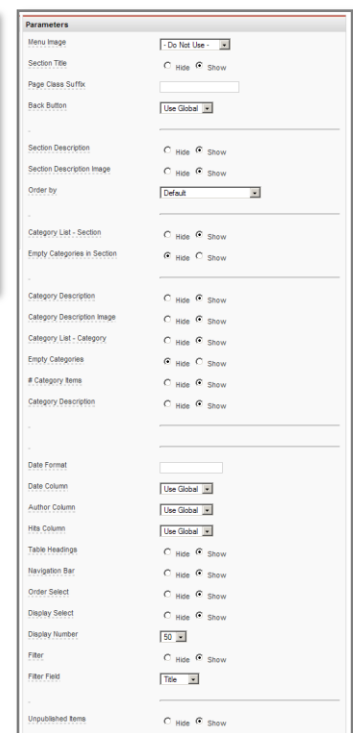 Parameters
Menu Image - Do Not Use -
Section Title Hide Show
Page Class Suffix
Back Button Use Global
.
Section Description Hide Show
Section Description Image Hide Show
Order by Default
.
Category List - Section Hide Show
Empty Categories in Section Hide Show
.
Category Description Hide Show
Category Description Image Hide Show
Category List - Category Hide Show
Empty Categories Hide Show
# Category Items Hide Show
Category Description Hide Show
.
.
Date Format
Date Column Use Global
Author Column Use Global
Hits Column Use Global
Table Headings Hide Show
Navigation Bar Hide Show
Order Select Hide Show
Display Select Hide Show
Display Number 50
Filter Hide Show
Filter Field Title
.
Unpublished Items Hide Show